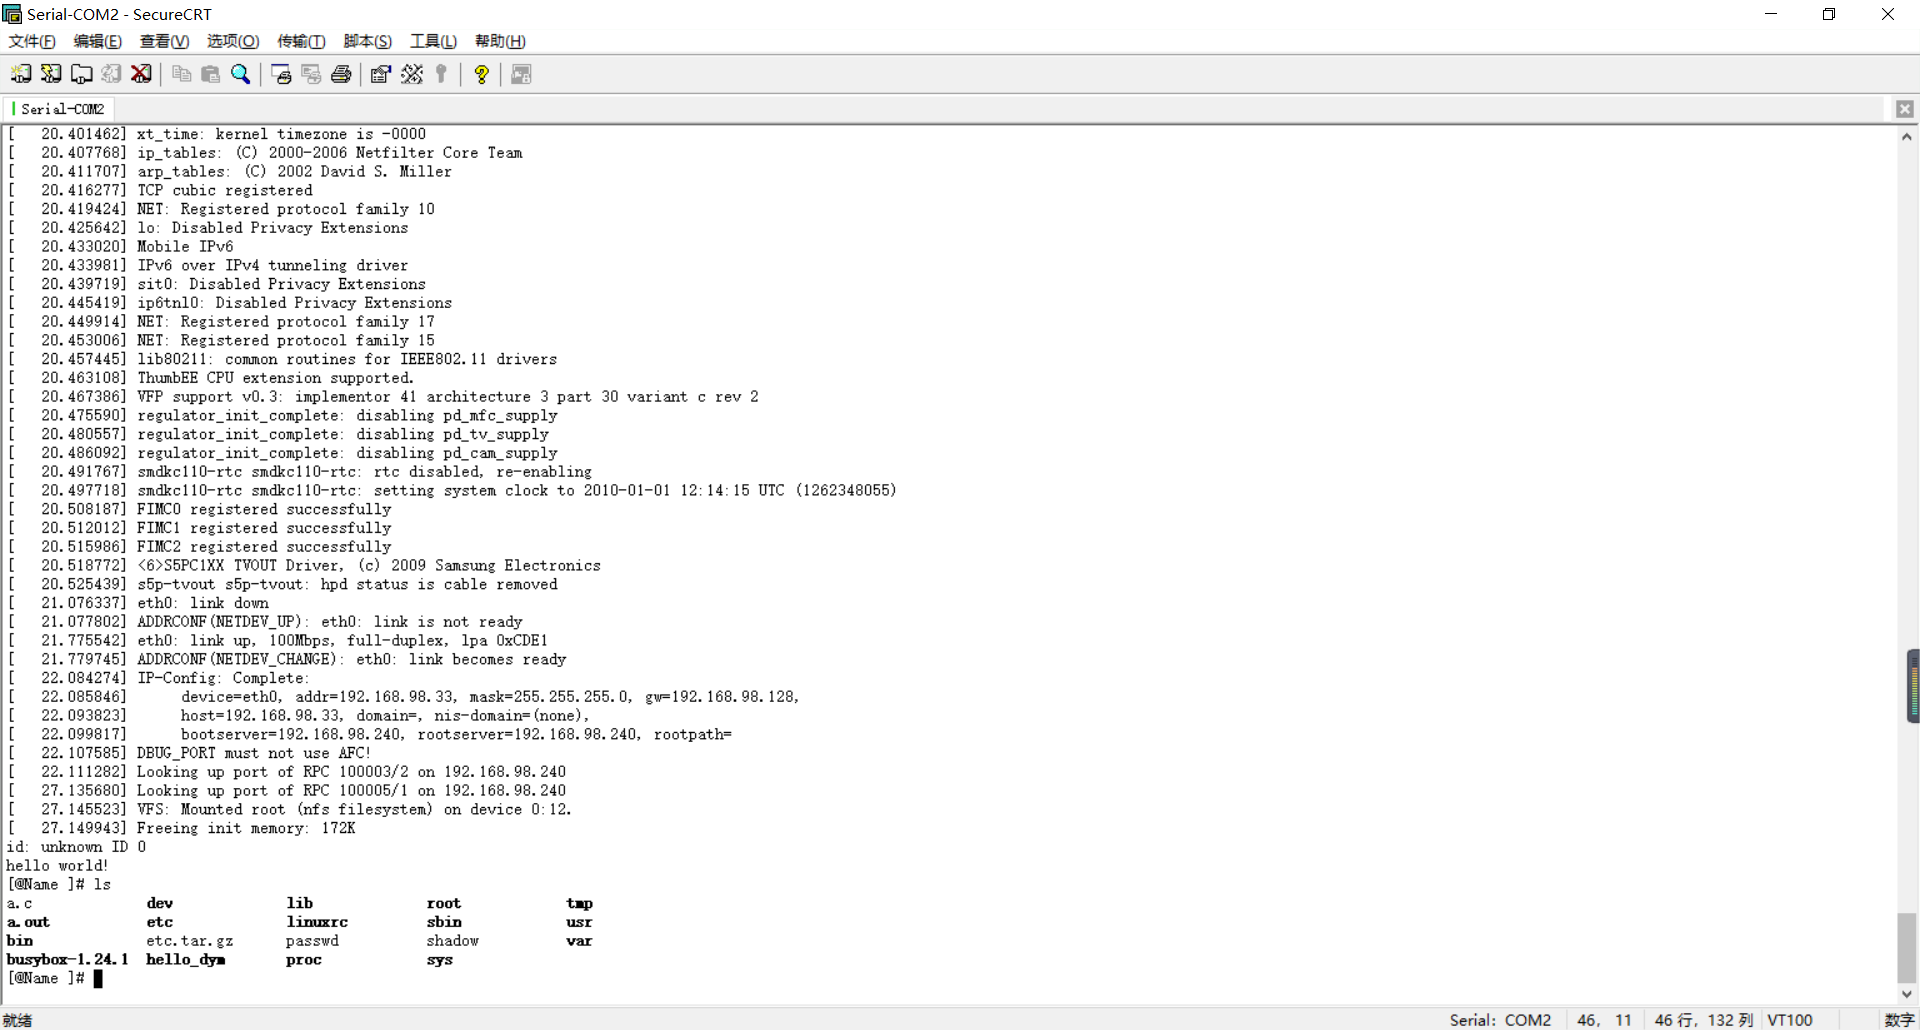 Serial-COM2 - SecureCRT
文件(F) 编辑(E) 查看(V) 选项(O) 传输(T) 脚本(S) 工具(L) 帮助(H)
Serial-COM2
[   20.401462] xt_time: kernel timezone is -0000
[   20.407768] ip_tables: (C) 2000-2006 Netfilter Core Team
[   20.411707] arp_tables: (C) 2002 David S. Miller
[   20.416277] TCP cubic registered
[   20.419424] NET: Registered protocol family 10
[   20.425642] lo: Disabled Privacy Extensions
[   20.433020] Mobile IPv6
[   20.433981] IPv6 over IPv4 tunneling driver
[   20.439719] sit0: Disabled Privacy Extensions
[   20.445419] ip6tnl0: Disabled Privacy Extensions
[   20.449914] NET: Registered protocol family 17
[   20.453006] NET: Registered protocol family 15
[   20.457445] lib80211: common routines for IEEE802.11 drivers
[   20.463108] ThumbEE CPU extension supported.
[   20.467386] VFP support v0.3: implementor 41 architecture 3 part 30 variant c rev 2
[   20.475590] regulator_init_complete: disabling pd_mfc_supply
[   20.480557] regulator_init_complete: disabling pd_tv_supply
[   20.486092] regulator_init_complete: disabling pd_cam_supply
[   20.491767] smdkc110-rtc smdkc110-rtc: rtc disabled, re-enabling
[   20.497718] smdkc110-rtc smdkc110-rtc: setting system clock to 2010-01-01 12:14:15 UTC (1262348055)
[   20.508187] FIMC0 registered successfully
[   20.512012] FIMC1 registered successfully
[   20.515986] FIMC2 registered successfully
[   20.518772] <6>S5PC1XX TVOUT Driver, (c) 2009 Samsung Electronics
[   20.525439] s5p-tvout s5p-tvout: hpd status is cable removed
[   21.076337] eth0: link down
[   21.077802] ADDRCONF(NETDEV_UP): eth0: link is not ready
[   21.775542] eth0: link up, 100Mbps, full-duplex, lpa 0xCDE1
[   21.779745] ADDRCONF(NETDEV_CHANGE): eth0: link becomes ready
[   22.084274] IP-Config: Complete:
[   22.085846]      device=eth0, addr=192.168.98.33, mask=255.255.255.0, gw=192.168.98.128,
[   22.093823]      host=192.168.98.33, domain=, nis-domain=(none),
[   22.099817]      bootserver=192.168.98.240, rootserver=192.168.98.240, rootpath=
[   22.107585] DBUG_PORT must not use AFC!
[   22.111282] Looking up port of RPC 100003/2 on 192.168.98.240
[   27.135680] Looking up port of RPC 100005/1 on 192.168.98.240
[   27.145523] VFS: Mounted root (nfs filesystem) on device 0:12.
[   27.149943] Freeing init memory: 172K
id: unknown ID 0
hello world!
[@Name ]# ls
a.c dev lib root tmp
a.out etc linuxrc sbin usr
bin etc.tar.gz passwd shadow var
busybox-1.24.1 hello_dym proc sys
[@Name ]#
就绪 Serial: COM2 46, 11 46 行, 132 列 VT100 数字